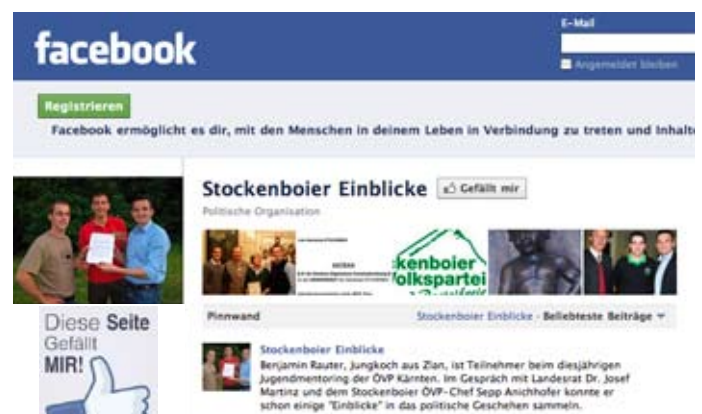 facebook
E-Mail
Angemeldet bleiben
Registrieren
Facebook ermöglicht es dir, mit den Menschen in deinem Leben in Verbindung zu treten und Inhalte
Stockenboier Einblicke
Gefällt mir
Politische Organisation
kenboier
olkspartei
Pinnwand
Stockenboier Einblicke · Beliebteste Beiträge
Diese Seite
Gefällt
MIR!
Stockenboier Einblicke
Benjamin Rauter, Jungkoch aus Zlan, ist Teilnehmer beim diesjährigen
Jugendmentoring der ÖVP Kärnten. Im Gespräch mit Landesrat Dr. Josef
Martinz und dem Stockenboier ÖVP-Chef Sepp Anichhofer konnte er
schon einige "Einblicke" in das politische Geschehen sammeln.